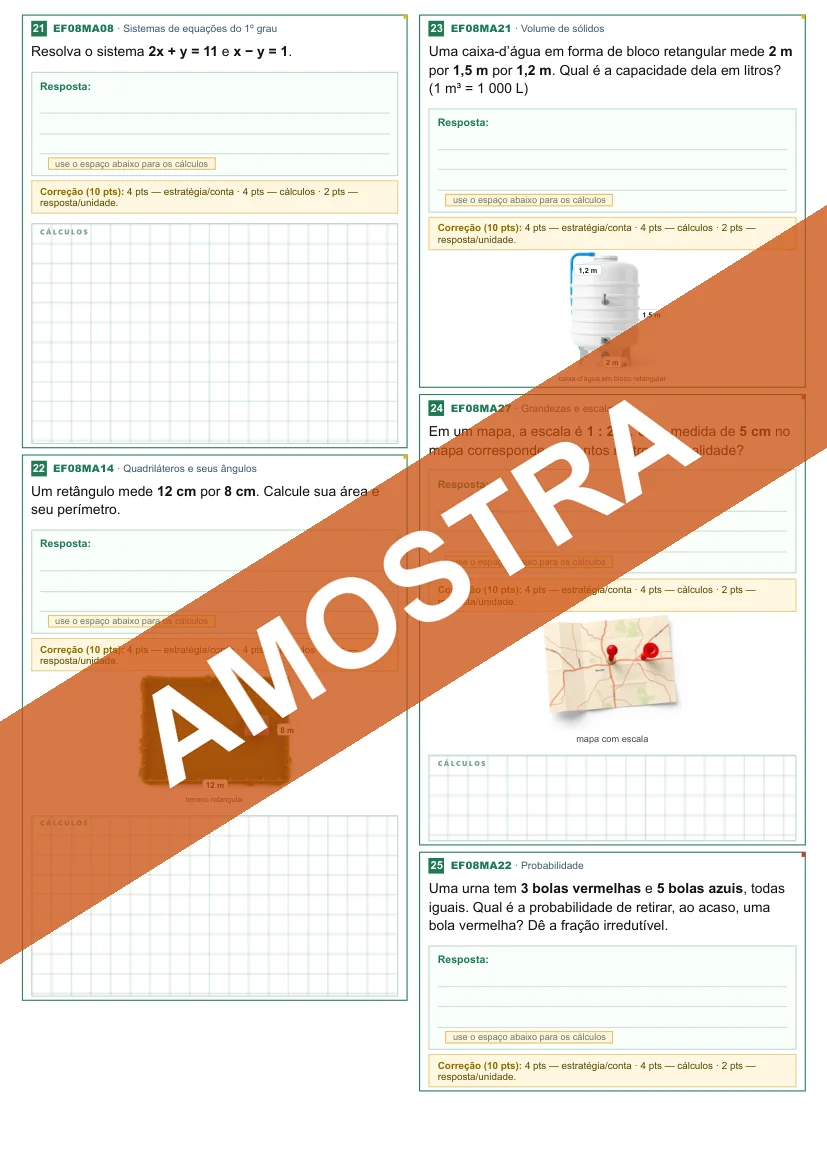 21 EF08MA08 · Sistemas de equações do 1º grau
Resolva o sistema 2x + y = 11 e x − y = 1.
Resposta:
use o espaço abaixo para os cálculos
Correção (10 pts): 4 pts — estratégia/conta · 4 pts — cálculos · 2 pts —
resposta/unidade.
CÁLCULOS
22 EF08MA14 · Quadriláteros e seus ângulos
Um retângulo mede 12 cm por 8 cm. Calcule sua área e
seu perímetro.
Resposta:
use o espaço abaixo para os cálculos
Correção (10 pts): 4 pts — estratégia/conta · 4 pts — cálculos · 2 pts —
resposta/unidade.
8 m
12 m
terreno retangular
CÁLCULOS
23 EF08MA21 · Volume de sólidos
Uma caixa-d'água em forma de bloco retangular mede 2 m
por 1,5 m por 1,2 m. Qual é a capacidade dela em litros?
(1 m³ = 1 000 L)
Resposta:
use o espaço abaixo para os cálculos
Correção (10 pts): 4 pts — estratégia/conta · 4 pts — cálculos · 2 pts —
resposta/unidade.
1,2 m
1,5 m
2 m
caixa-d'água em bloco retangular
24 EF08MA27 · Grandezas e escala
Em um mapa, a escala é 1 : medida de 5 cm no
mapa corresponde
Resposta:
use o espaço abaixo para os cálculos
Correção (10 pts): 4 pts — estratégia/conta · 4 pts — cálculos · 2 pts —
resposta/unidade.
mapa com escala
CÁLCULOS
25 EF08MA22 · Probabilidade
Uma urna tem 3 bolas vermelhas e 5 bolas azuis, todas
iguais. Qual é a probabilidade de retirar, ao acaso, uma
bola vermelha? Dê a fração irredutível.
Resposta:
use o espaço abaixo para os cálculos
Correção (10 pts): 4 pts — estratégia/conta · 4 pts — cálculos · 2 pts —
resposta/unidade.
AMOSTRA